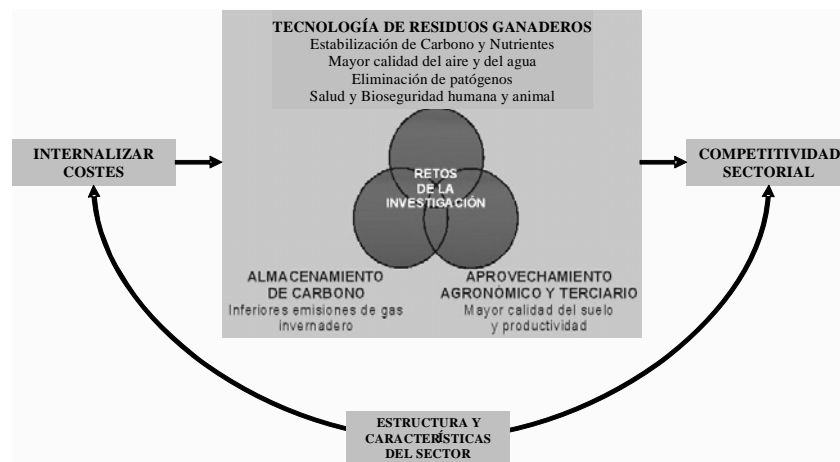 TECNOLOGÍA DE RESIDUOS GANADEROS
Estabilización de Carbono y Nutrientes
Mayor calidad del aire y del agua
Eliminación de patógenos
Salud y Bioseguridad humana y animal
INTERNALIZAR
COSTES
RETOS
DE LA
INVESTIGACIÓN
COMPETITIVIDAD
SECTORIAL
ALMACENAMIENTO
DE CARBONO
Inferiores emisiones de gas
invernadero
APROVECHAMIENTO
AGRONÓMICO Y TERCIARIO
Mayor calidad del suelo
y productividad
ESTRUCTURA Y
CARACTERÍSTICAS
DEL SECTOR